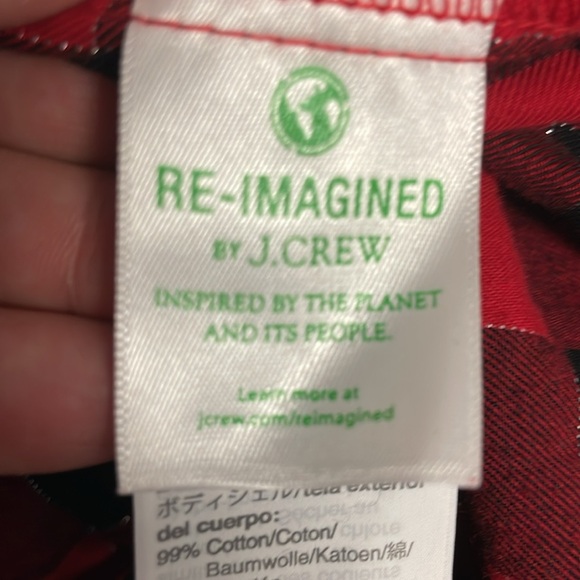 RE-IMAGINED
BY J.CREW
INSPIRED BY THE PLANET
AND ITS PEOPLE.
Learn more at
jcrew.com/reimagined
ボディシェル/tela exterior
del cuerpo:
99% Cotton/Coton/
Baumwolle/Katoen/綿/